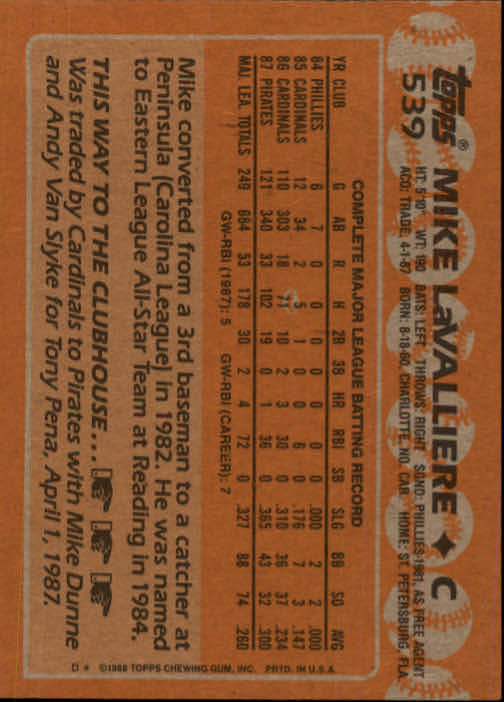 Topps® MIKE LaVALLIERE ♦ C
539 HT: 5'10" WT: 190 BATS: LEFT THROWS: RIGHT SGND: PHILLIES-1981, AS FREE AGENT
ACQ: TRADE, 4-1-87 BORN: 8-18-60, CHARLOTTE, NO. CAR. HOME: ST. PETERSBURG, FLA.
COMPLETE MAJOR LEAGUE BATTING RECORD
YR CLUB G AB R H 2B 3B HR RBI SB SLG BB SO AVG
84 PHILLIES 6 7 0 0 0 0 0 0 0 .000 2 2 .000
85 CARDINALS 12 34 2 5 1 0 0 6 0 .176 7 3 .147
86 CARDINALS 110 303 18 71 10 2 3 30 0 .310 36 37 .234
87 PIRATES 121 340 33 102 19 0 1 36 0 .365 43 32 .300
MAJ. LEA. TOTALS 249 684 53 178 30 2 4 72 0 .327 88 74 .260
GW-RBI (1987): 5 GW-RBI (CAREER): 7
Mike converted from a 3rd baseman to a catcher at
Peninsula (Carolina League) in 1982. He was named
to Eastern League All-Star Team at Reading in 1984.
THIS WAY TO THE CLUBHOUSE...
Was traded by Cardinals to Pirates with Mike Dunne
and Andy Van Slyke for Tony Pena, April 1, 1987.
©1988 TOPPS CHEWING GUM, INC. PRTD. IN U.S.A.